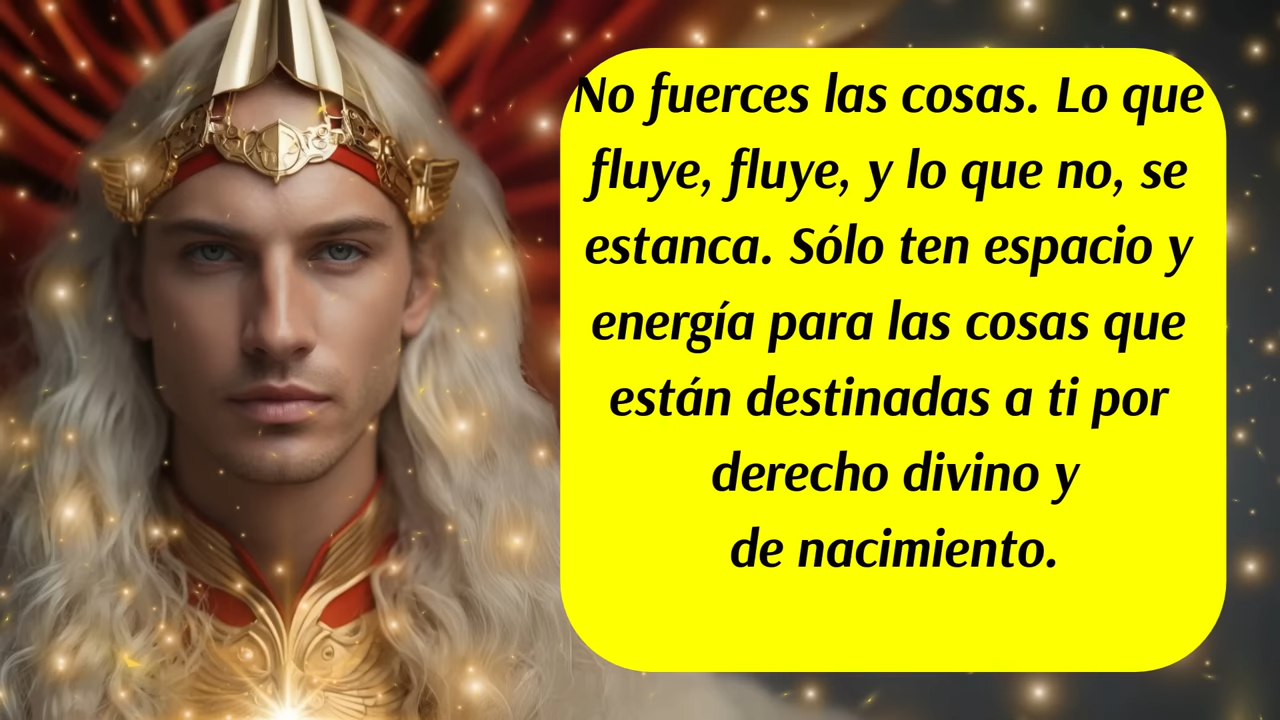 No fuerces las cosas. Lo que
fluye, fluye, y lo que no, se
estanca. Sólo ten espacio y
energía para las cosas que
están destinadas a ti por
derecho divino y
de nacimiento.